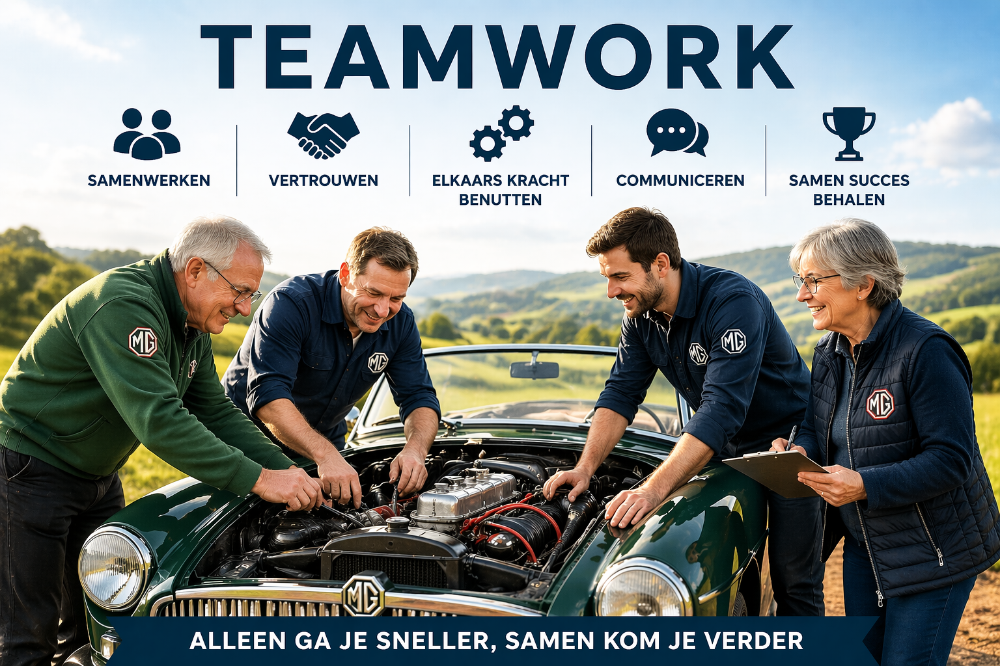 TEAMWORK
SAMENWERKEN
VERTROUWEN
ELKAARS KRACHT
BENUTTEN
COMMUNICEREN
SAMEN SUCCES
BEHALEN
MG
MG
MG
MG
MG
MG
ALLEEN GA JE SNELLER, SAMEN KOM JE VERDER